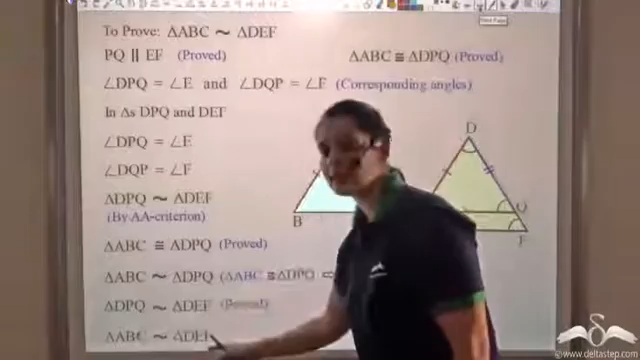 To Prove: ΔABC ~ ΔDEF
PQ || EF (Proved)
ΔABC ≅ ΔDPQ (Proved)
∠DPQ = ∠E and ∠DQP = ∠F (Corresponding angles)
In Δs DPQ and DEF
∠DPQ = ∠E
∠DQP = ∠F
ΔDPQ ~ ΔDEF
(By AA-criterion)
ΔABC ≅ ΔDPQ (Proved)
ΔABC ~ ΔDPQ (ΔABC ≅ ΔDPQ ⇨
ΔDPQ ~ ΔDEF (Proved)
ΔABC ~ ΔDEF
B
D
Q
F
www.deltastep.com